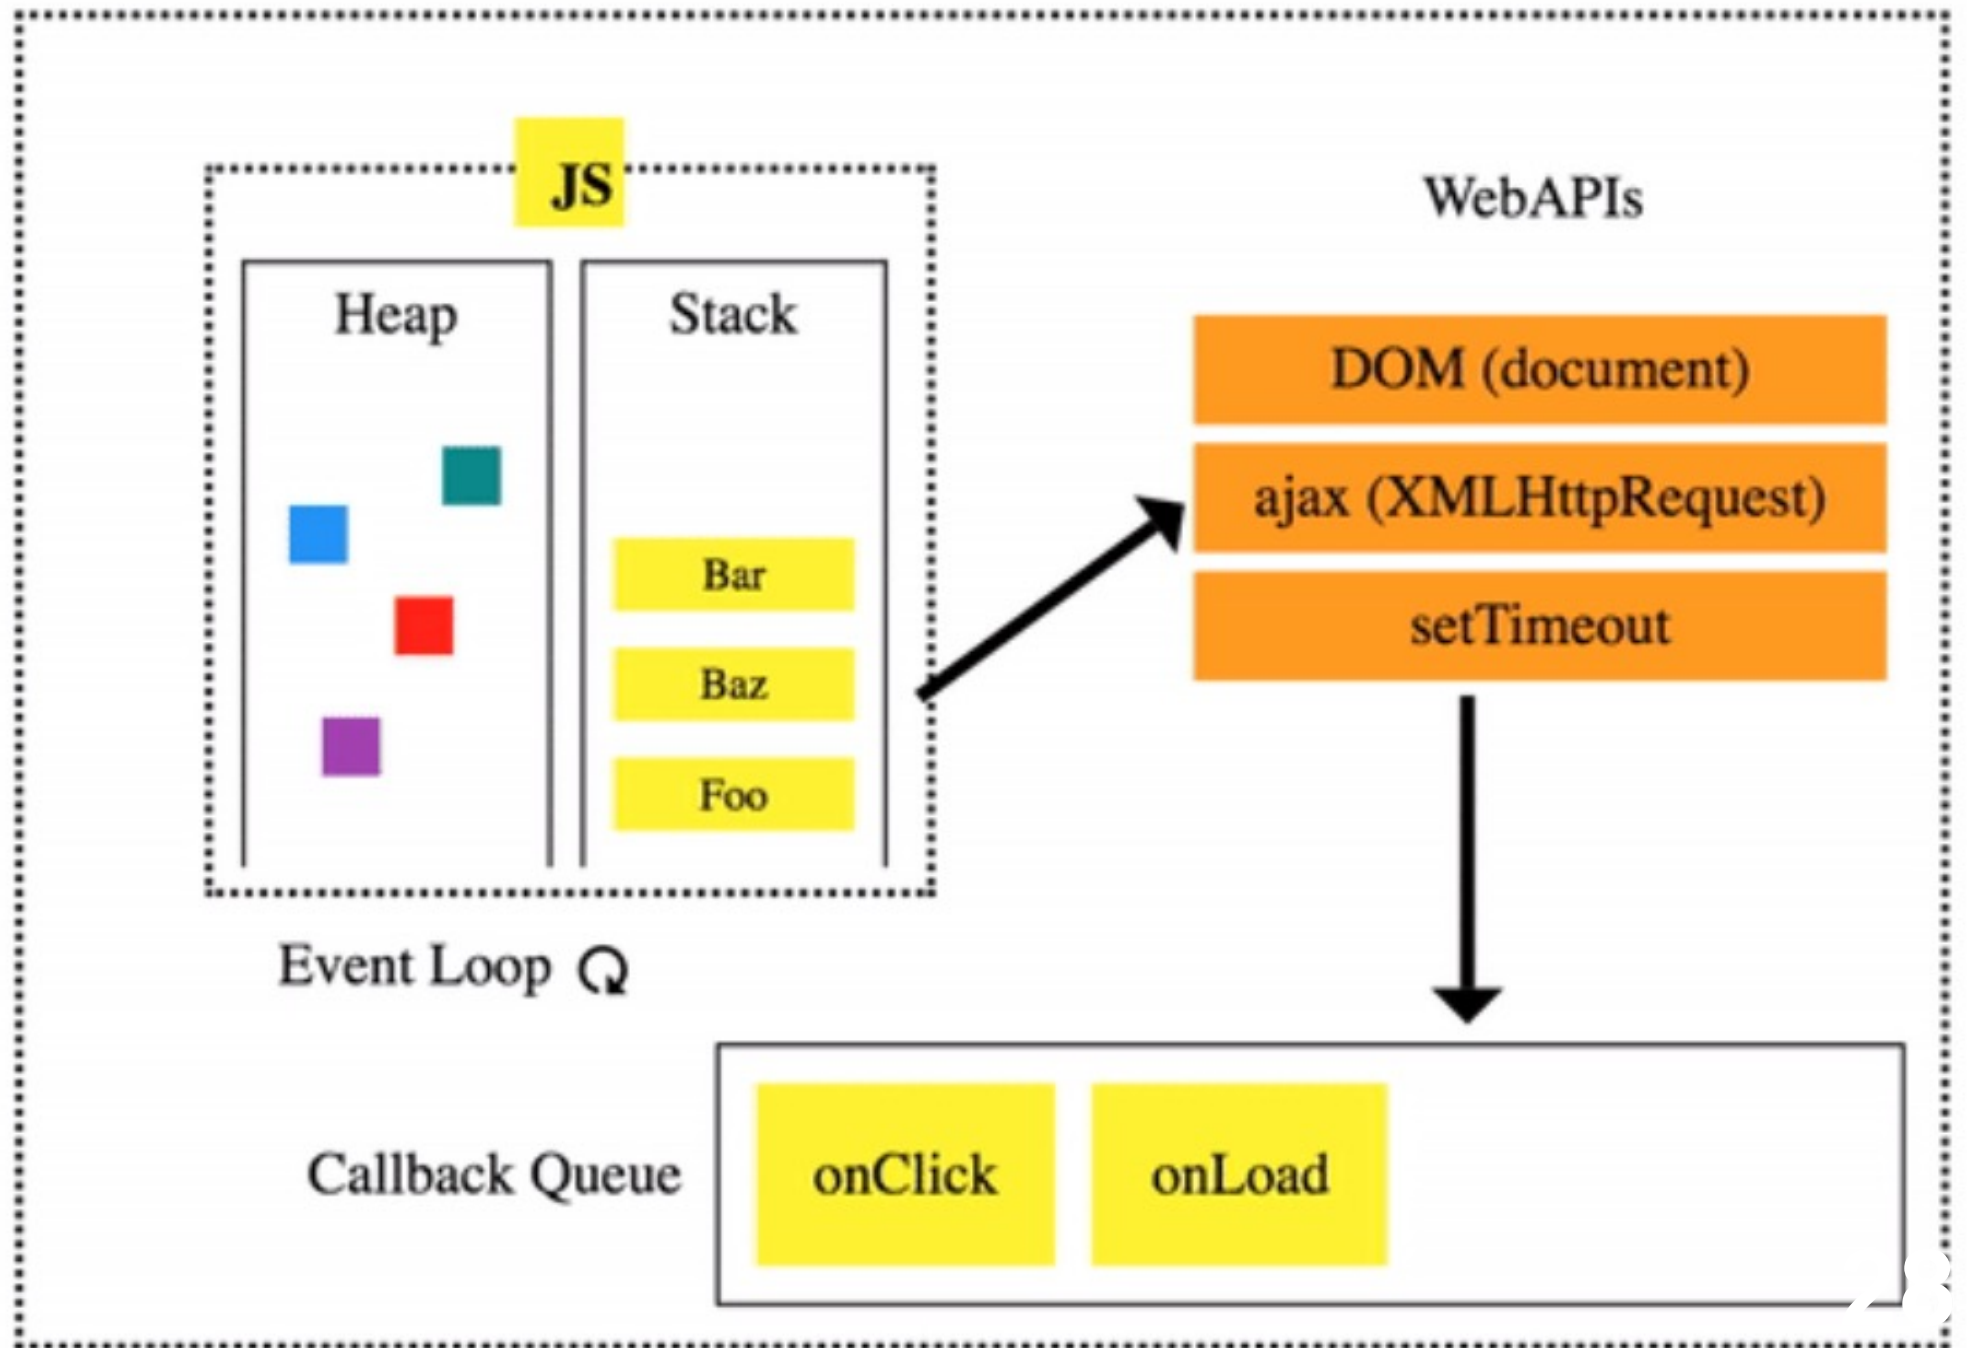 JS
WebAPIs
Heap
Stack
DOM (document)
ajax (XMLHttpRequest)
setTimeout
Bar
Baz
Foo
Event Loop
Callback Queue
onClick
onLoad